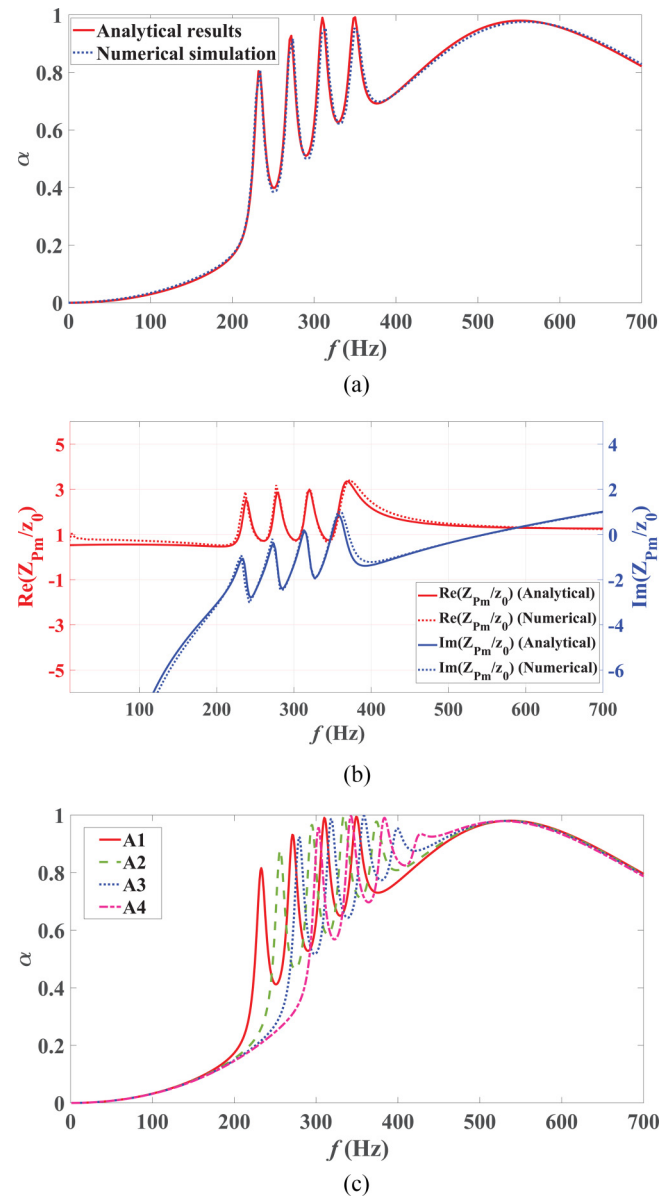 1
Analytical results
Numerical simulation
0.8
0.6
α
0.4
0.2
0
0 100 200 300 400 500 600 700
f (Hz)
(a)
5 4
3 2
Re(Z_Pm/z_0) 1 0 Im(Z_Pm/z_0)
-1 -2
-3 -4
-5 -6
Re(Z_Pm/z_0) (Analytical)
Re(Z_Pm/z_0) (Numerical)
Im(Z_Pm/z_0) (Analytical)
Im(Z_Pm/z_0) (Numerical)
100 200 300 400 500 600 700
f (Hz)
(b)
1
A1
A2
A3
A4
0.8
0.6
α
0.4
0.2
0
0 100 200 300 400 500 600 700
f (Hz)
(c)